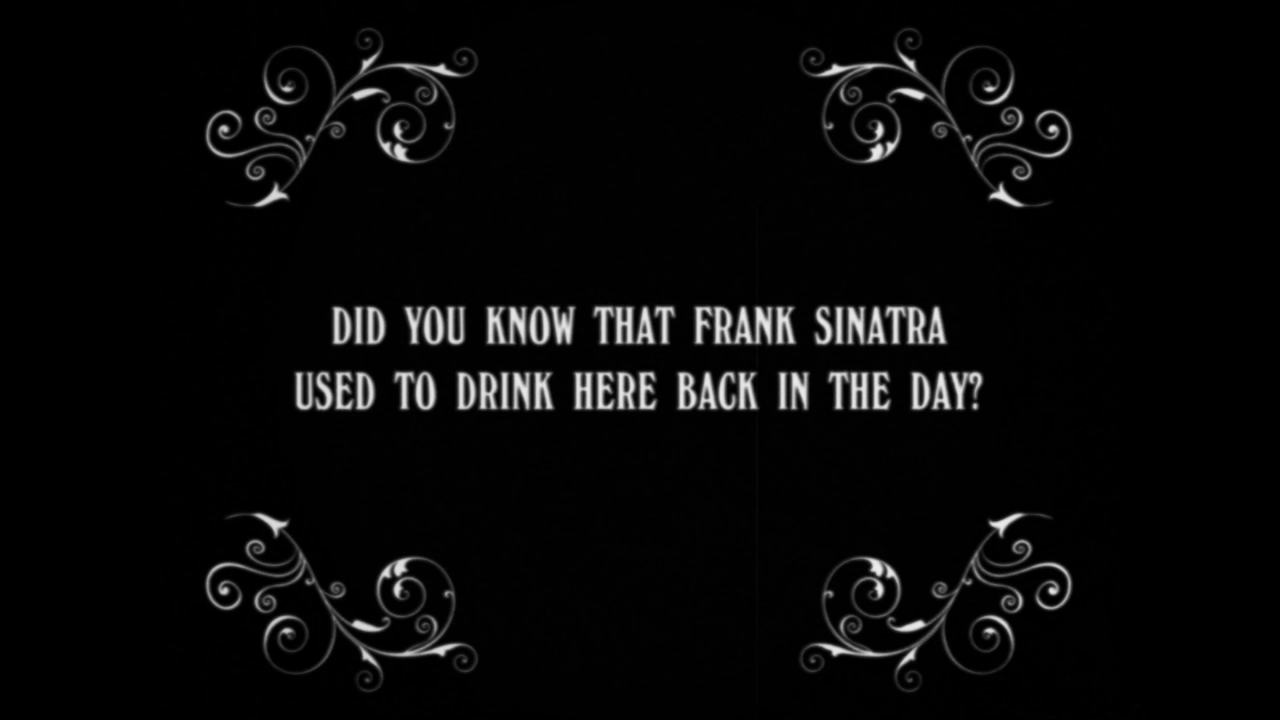 DID YOU KNOW THAT FRANK SINATRA
USED TO DRINK HERE BACK IN THE DAY?